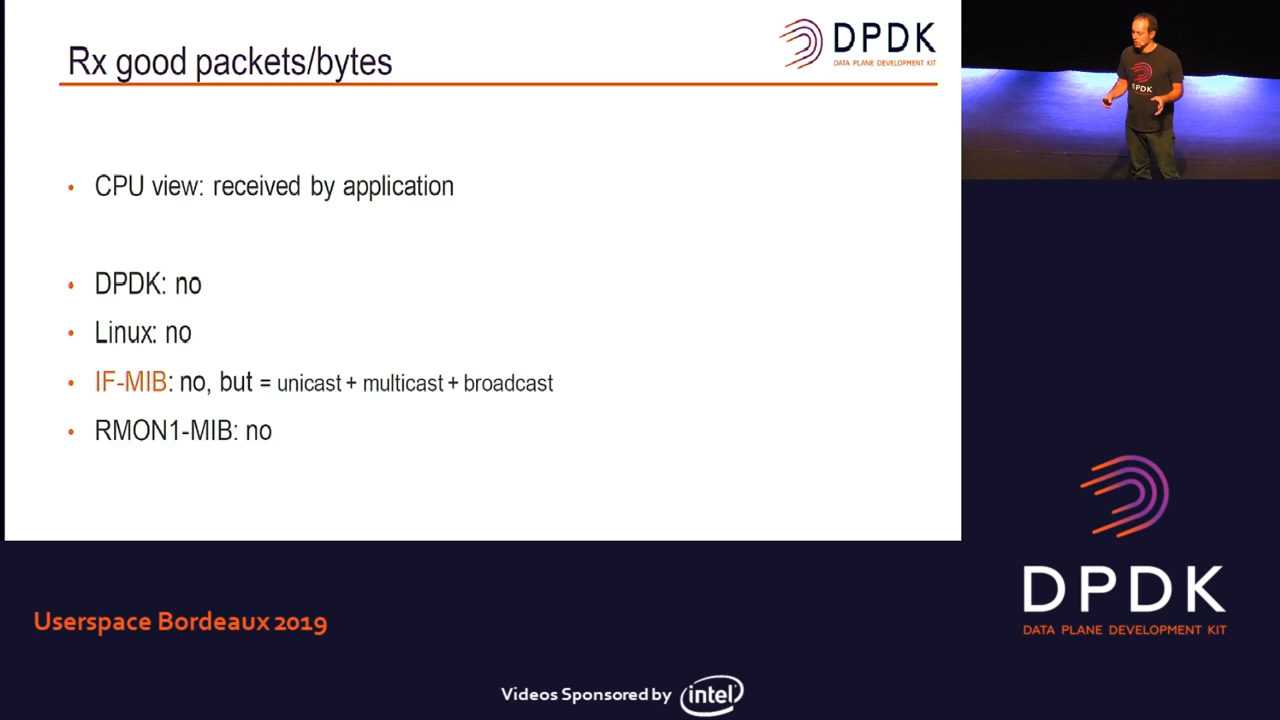 Rx good packets/bytes
DPDK
DATA PLANE DEVELOPMENT KIT
• CPU view: received by application
• DPDK: no
• Linux: no
• IF-MIB: no, but = unicast + multicast + broadcast
• RMON1-MIB: no
DPDK
DPDK
DATA PLANE DEVELOPMENT KIT
Userspace Bordeaux 2019
Videos Sponsored by intel